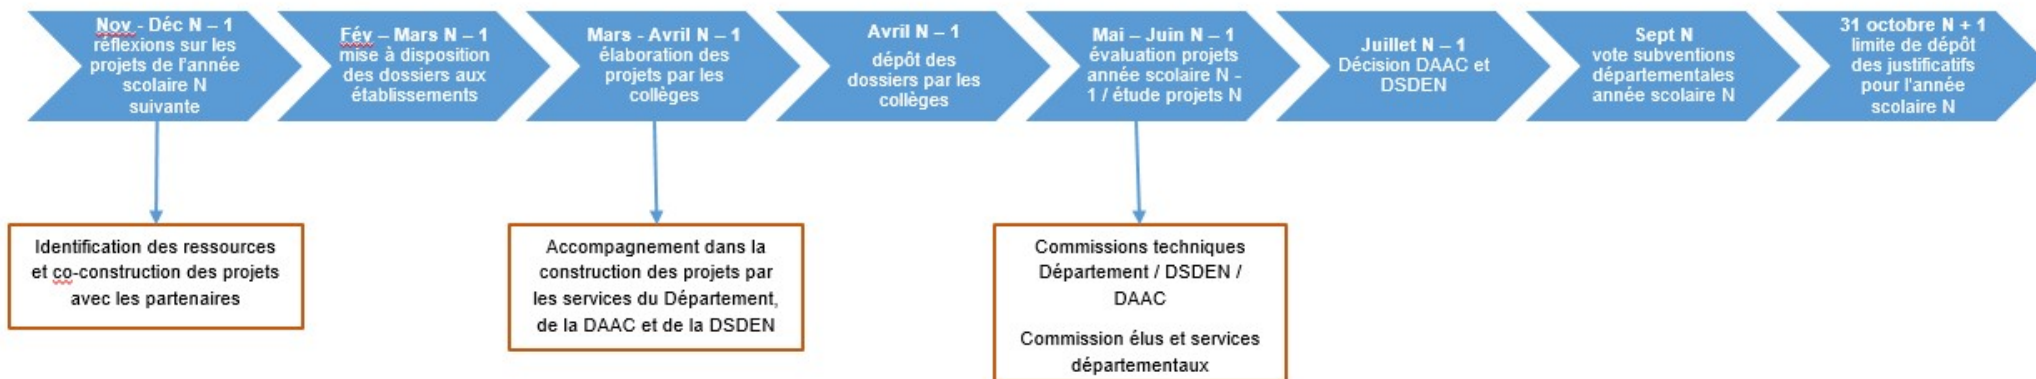 Nov - Déc N – 1
réflexions sur les
projets de l'année
scolaire N
suivante
Fév – Mars N – 1
mise à disposition
des dossiers aux
établissements
Mars - Avril N – 1
élaboration des
projets par les
collèges
Avril N – 1
dépôt des
dossiers par les
collèges
Mai – Juin N – 1
évaluation projets
année scolaire N -
1 / étude projets N
Juillet N – 1
Décision DAAC et
DSDEN
Sept N
vote subventions
départementales
année scolaire N
31 octobre N + 1
limite de dépôt
des justificatifs
pour l'année
scolaire N
Identification des ressources
et co-construction des projets
avec les partenaires
Accompagnement dans la
construction des projets par
les services du Département,
de la DAAC et de la DSDEN
Commissions techniques
Département / DSDEN /
DAAC
Commission élus et services
départementaux